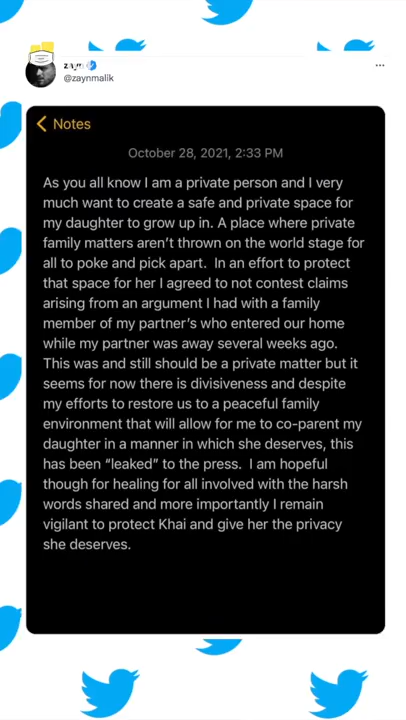 zayn
@zaynmalik
Notes
October 28, 2021, 2:33 PM
As you all know I am a private person and I very
much want to create a safe and private space for
my daughter to grow up in. A place where private
family matters aren't thrown on the world stage for
all to poke and pick apart.  In an effort to protect
that space for her I agreed to not contest claims
arising from an argument I had with a family
member of my partner's who entered our home
while my partner was away several weeks ago.
This was and still should be a private matter but it
seems for now there is divisiveness and despite
my efforts to restore us to a peaceful family
environment that will allow for me to co-parent my
daughter in a manner in which she deserves, this
has been “leaked” to the press.  I am hopeful
though for healing for all involved with the harsh
words shared and more importantly I remain
vigilant to protect Khai and give her the privacy
she deserves.